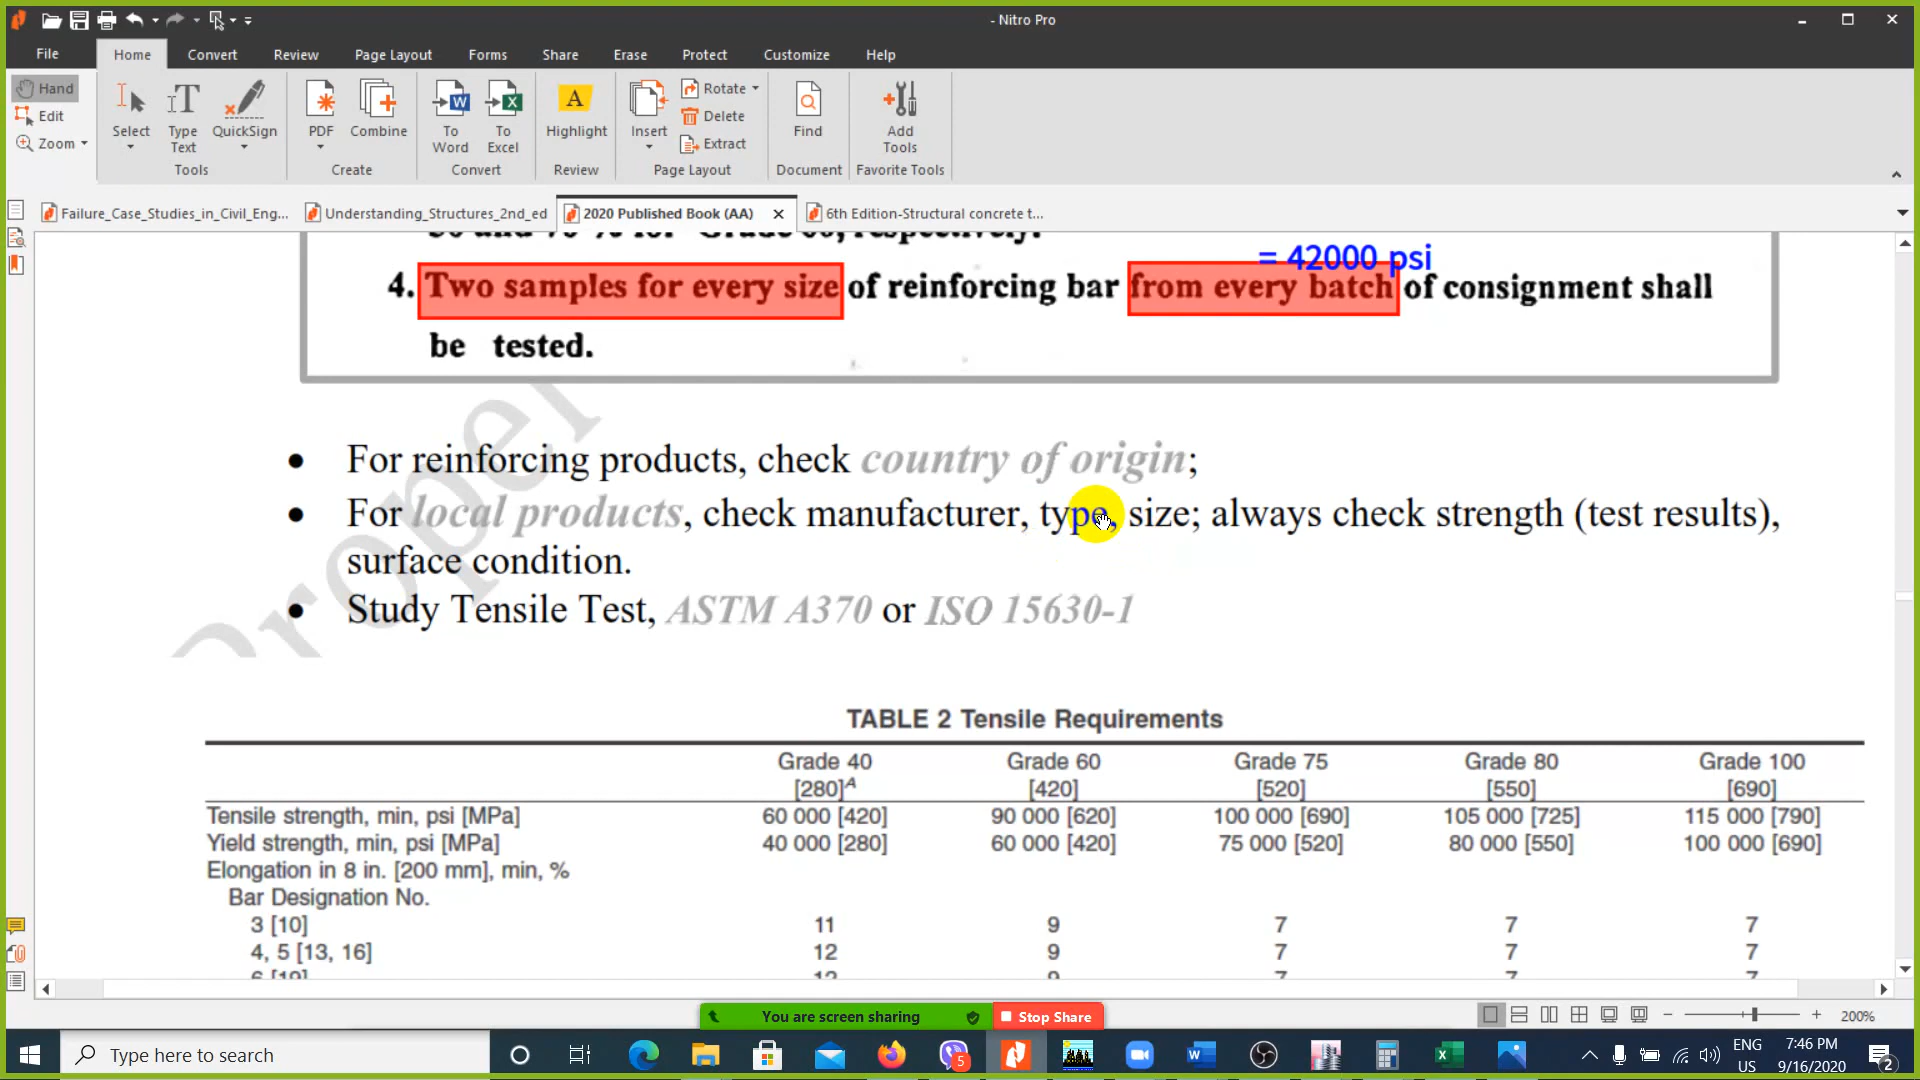 - Nitro Pro
File Home Convert Review Page Layout Forms Share Erase Protect Customize Help
Hand
Edit
Zoom
Select
Type Text
QuickSign
Tools
PDF
Combine
Create
To Word
To Excel
Convert
Highlight
Review
Insert
Rotate
Delete
Extract
Page Layout
Find
Document
Add Tools
Favorite Tools
Failure_Case_Studies_in_Civil_Eng...
Understanding_Structures_2nd_ed
2020 Published Book (AA)
6th Edition-Structural concrete t...
= 42000 psi
4. Two samples for every size of reinforcing bar from every batch of consignment shall
be tested.
• For reinforcing products, check country of origin;
• For local products, check manufacturer, type, size; always check strength (test results),
surface condition.
• Study Tensile Test, ASTM A370 or ISO 15630-1
TABLE 2 Tensile Requirements
Grade 40 Grade 60 Grade 75 Grade 80 Grade 100
[280]A [420] [520] [550] [690]
Tensile strength, min, psi [MPa] 60 000 [420] 90 000 [620] 100 000 [690] 105 000 [725] 115 000 [790]
Yield strength, min, psi [MPa] 40 000 [280] 60 000 [420] 75 000 [520] 80 000 [550] 100 000 [690]
Elongation in 8 in. [200 mm], min, %
Bar Designation No.
3 [10] 11 9 7 7 7
4, 5 [13, 16] 12 9 7 7 7
6 [19] 12 9 7 7 7
You are screen sharing
Stop Share
200%
Type here to search
5
ENG
US
7:46 PM
9/16/2020
2